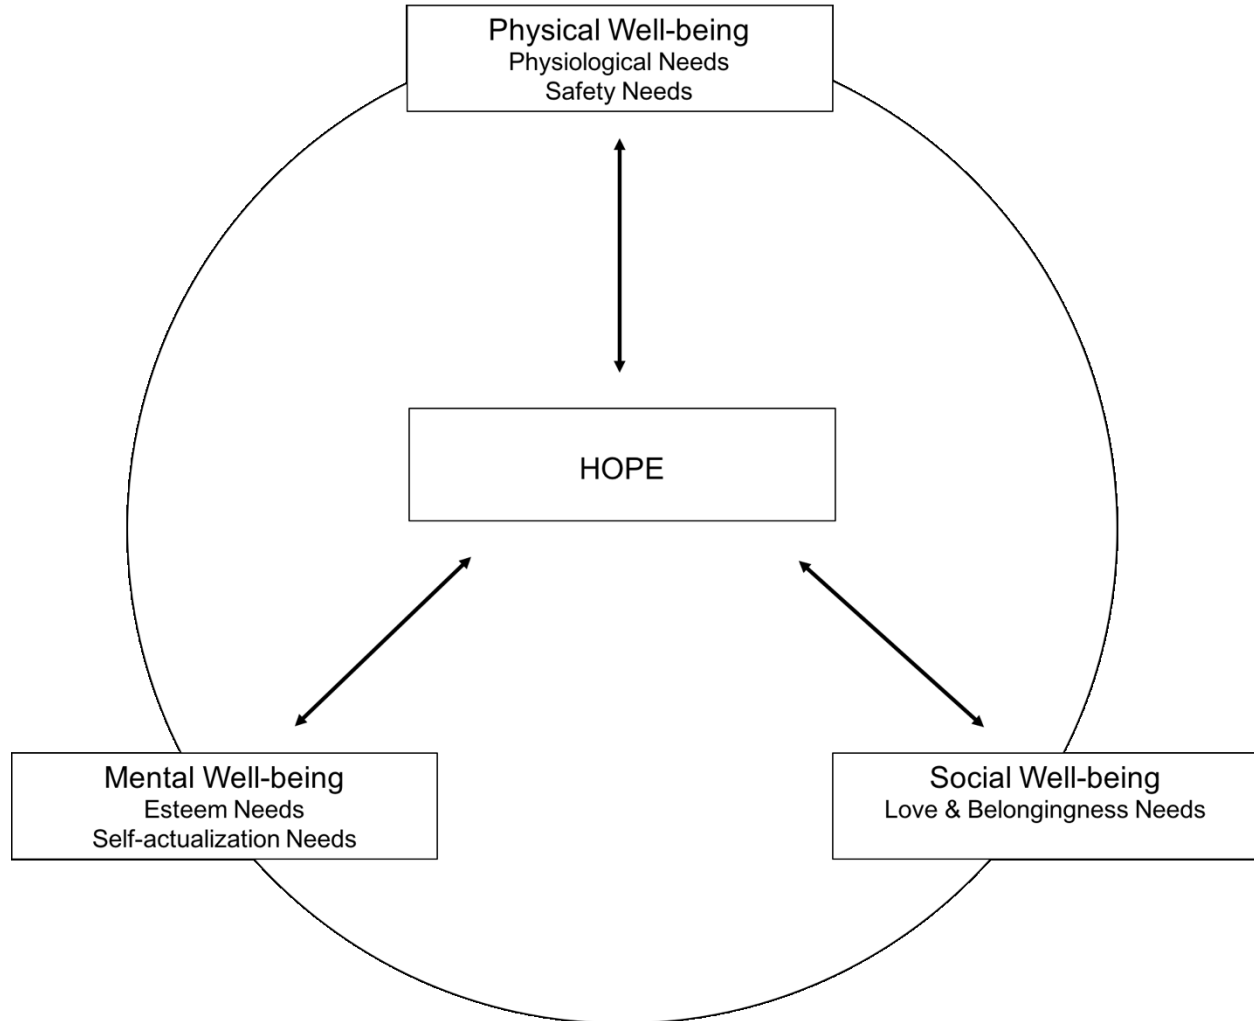 Physical Well-being
Physiological Needs
Safety Needs
HOPE
Mental Well-being
Esteem Needs
Self-actualization Needs
Social Well-being
Love & Belongingness Needs